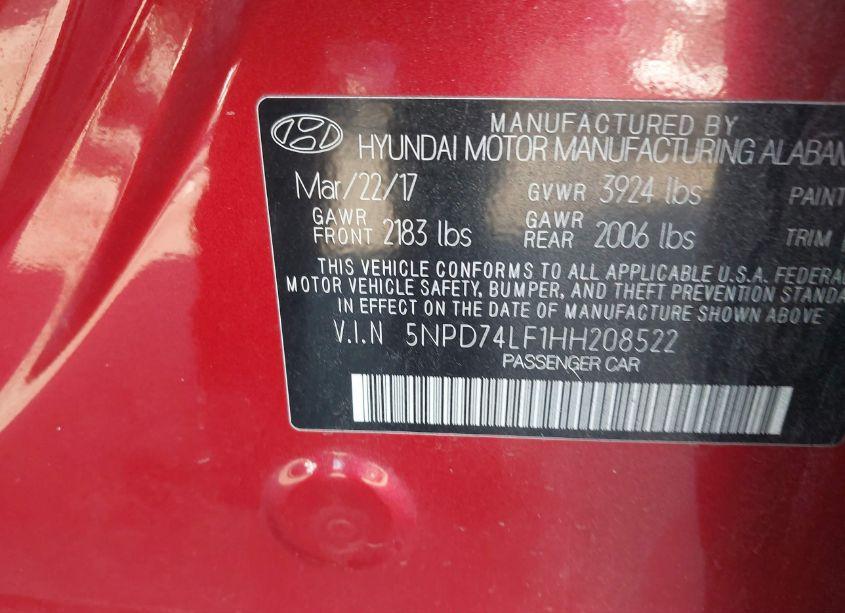 MANUFACTURED BY
HYUNDAI MOTOR MANUFACTURING ALABAM
Mar/22/17 GVWR 3924 lbs PAINT
GAWR FRONT 2183 lbs GAWR REAR 2006 lbs TRIM
THIS VEHICLE CONFORMS TO ALL APPLICABLE U.S.A. FEDERAL
MOTOR VEHICLE SAFETY, BUMPER, AND THEFT PREVENTION STANDA
IN EFFECT ON THE DATE OF MANUFACTURE SHOWN ABOVE
V.I.N 5NPD74LF1HH208522
PASSENGER CAR